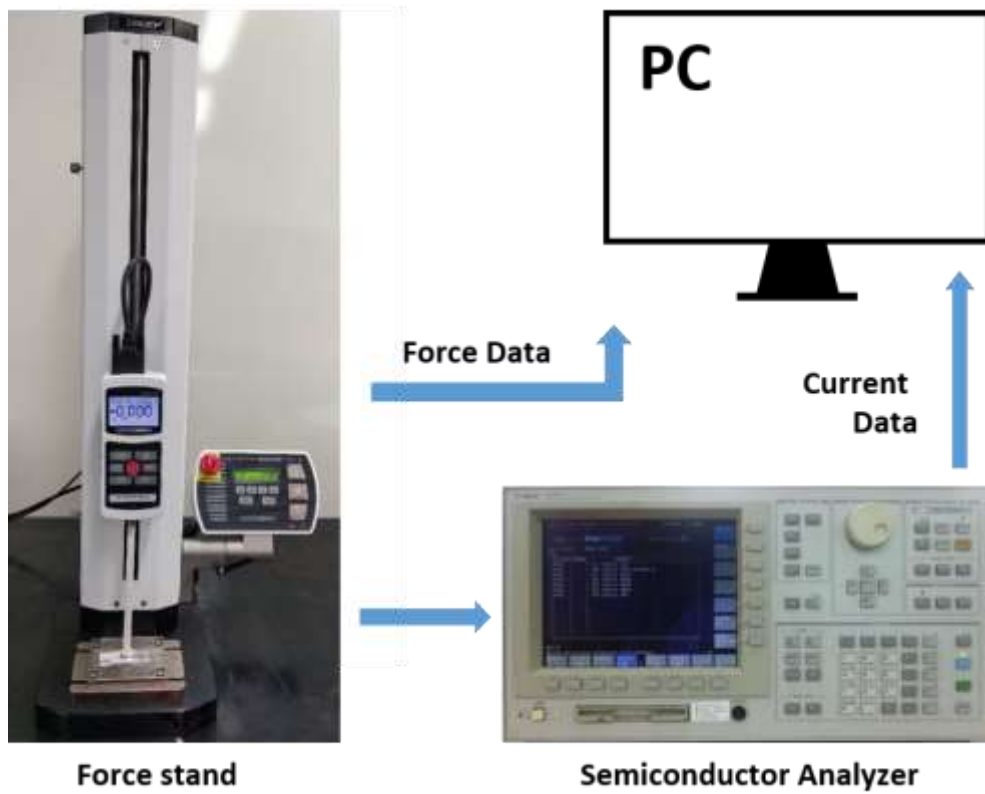 PC
Force Data
Current
Data
-0.000
Force stand
Semiconductor Analyzer